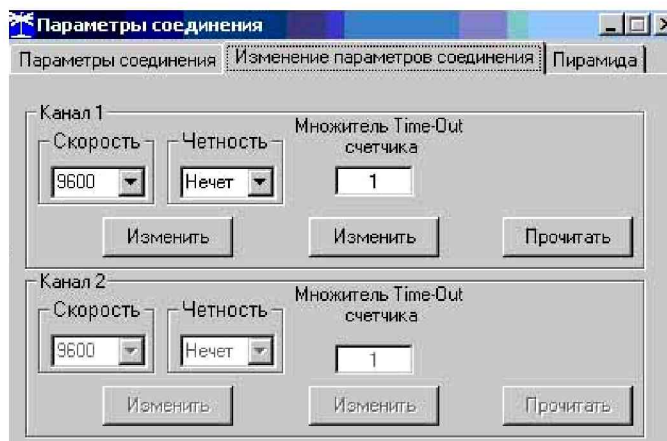 Параметры соединения
Параметры соединения Изменение параметров соединения Пирамида
Канал 1
Скорость Четность Множитель Time-Out
счетчика
9600 Нечет 1
Изменить Изменить Прочитать
Канал 2
Скорость Четность Множитель Time-Out
счетчика
9600 Нечет 1
Изменить Изменить Прочитать